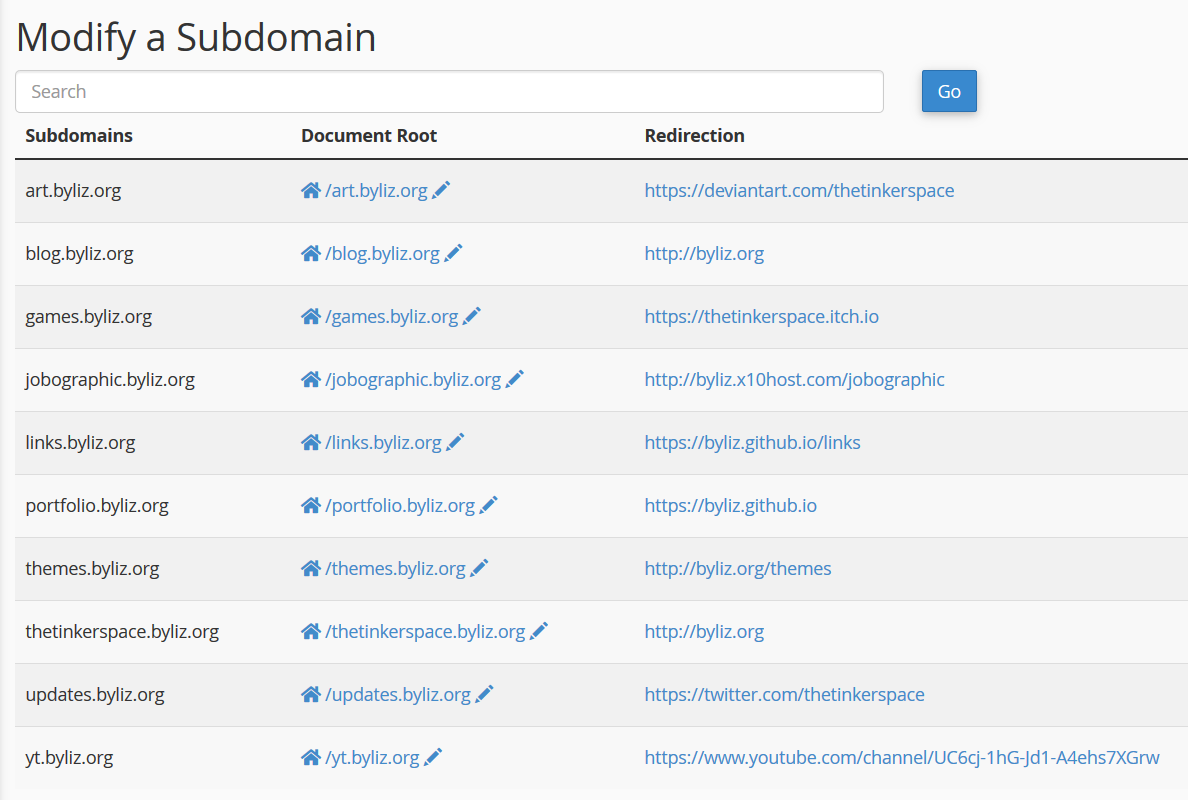 Modify a Subdomain
Search Go
Subdomains Document Root Redirection
art.byliz.org /art.byliz.org https://deviantart.com/thetinkerspace
blog.byliz.org /blog.byliz.org http://byliz.org
games.byliz.org /games.byliz.org https://thetinkerspace.itch.io
jobographic.byliz.org /jobographic.byliz.org http://byliz.x10host.com/jobographic
links.byliz.org /links.byliz.org https://byliz.github.io/links
portfolio.byliz.org /portfolio.byliz.org https://byliz.github.io
themes.byliz.org /themes.byliz.org http://byliz.org/themes
thetinkerspace.byliz.org /thetinkerspace.byliz.org http://byliz.org
updates.byliz.org /updates.byliz.org https://twitter.com/thetinkerspace
yt.byliz.org /yt.byliz.org https://www.youtube.com/channel/UC6cj-1hG-Jd1-A4ehs7XGrw